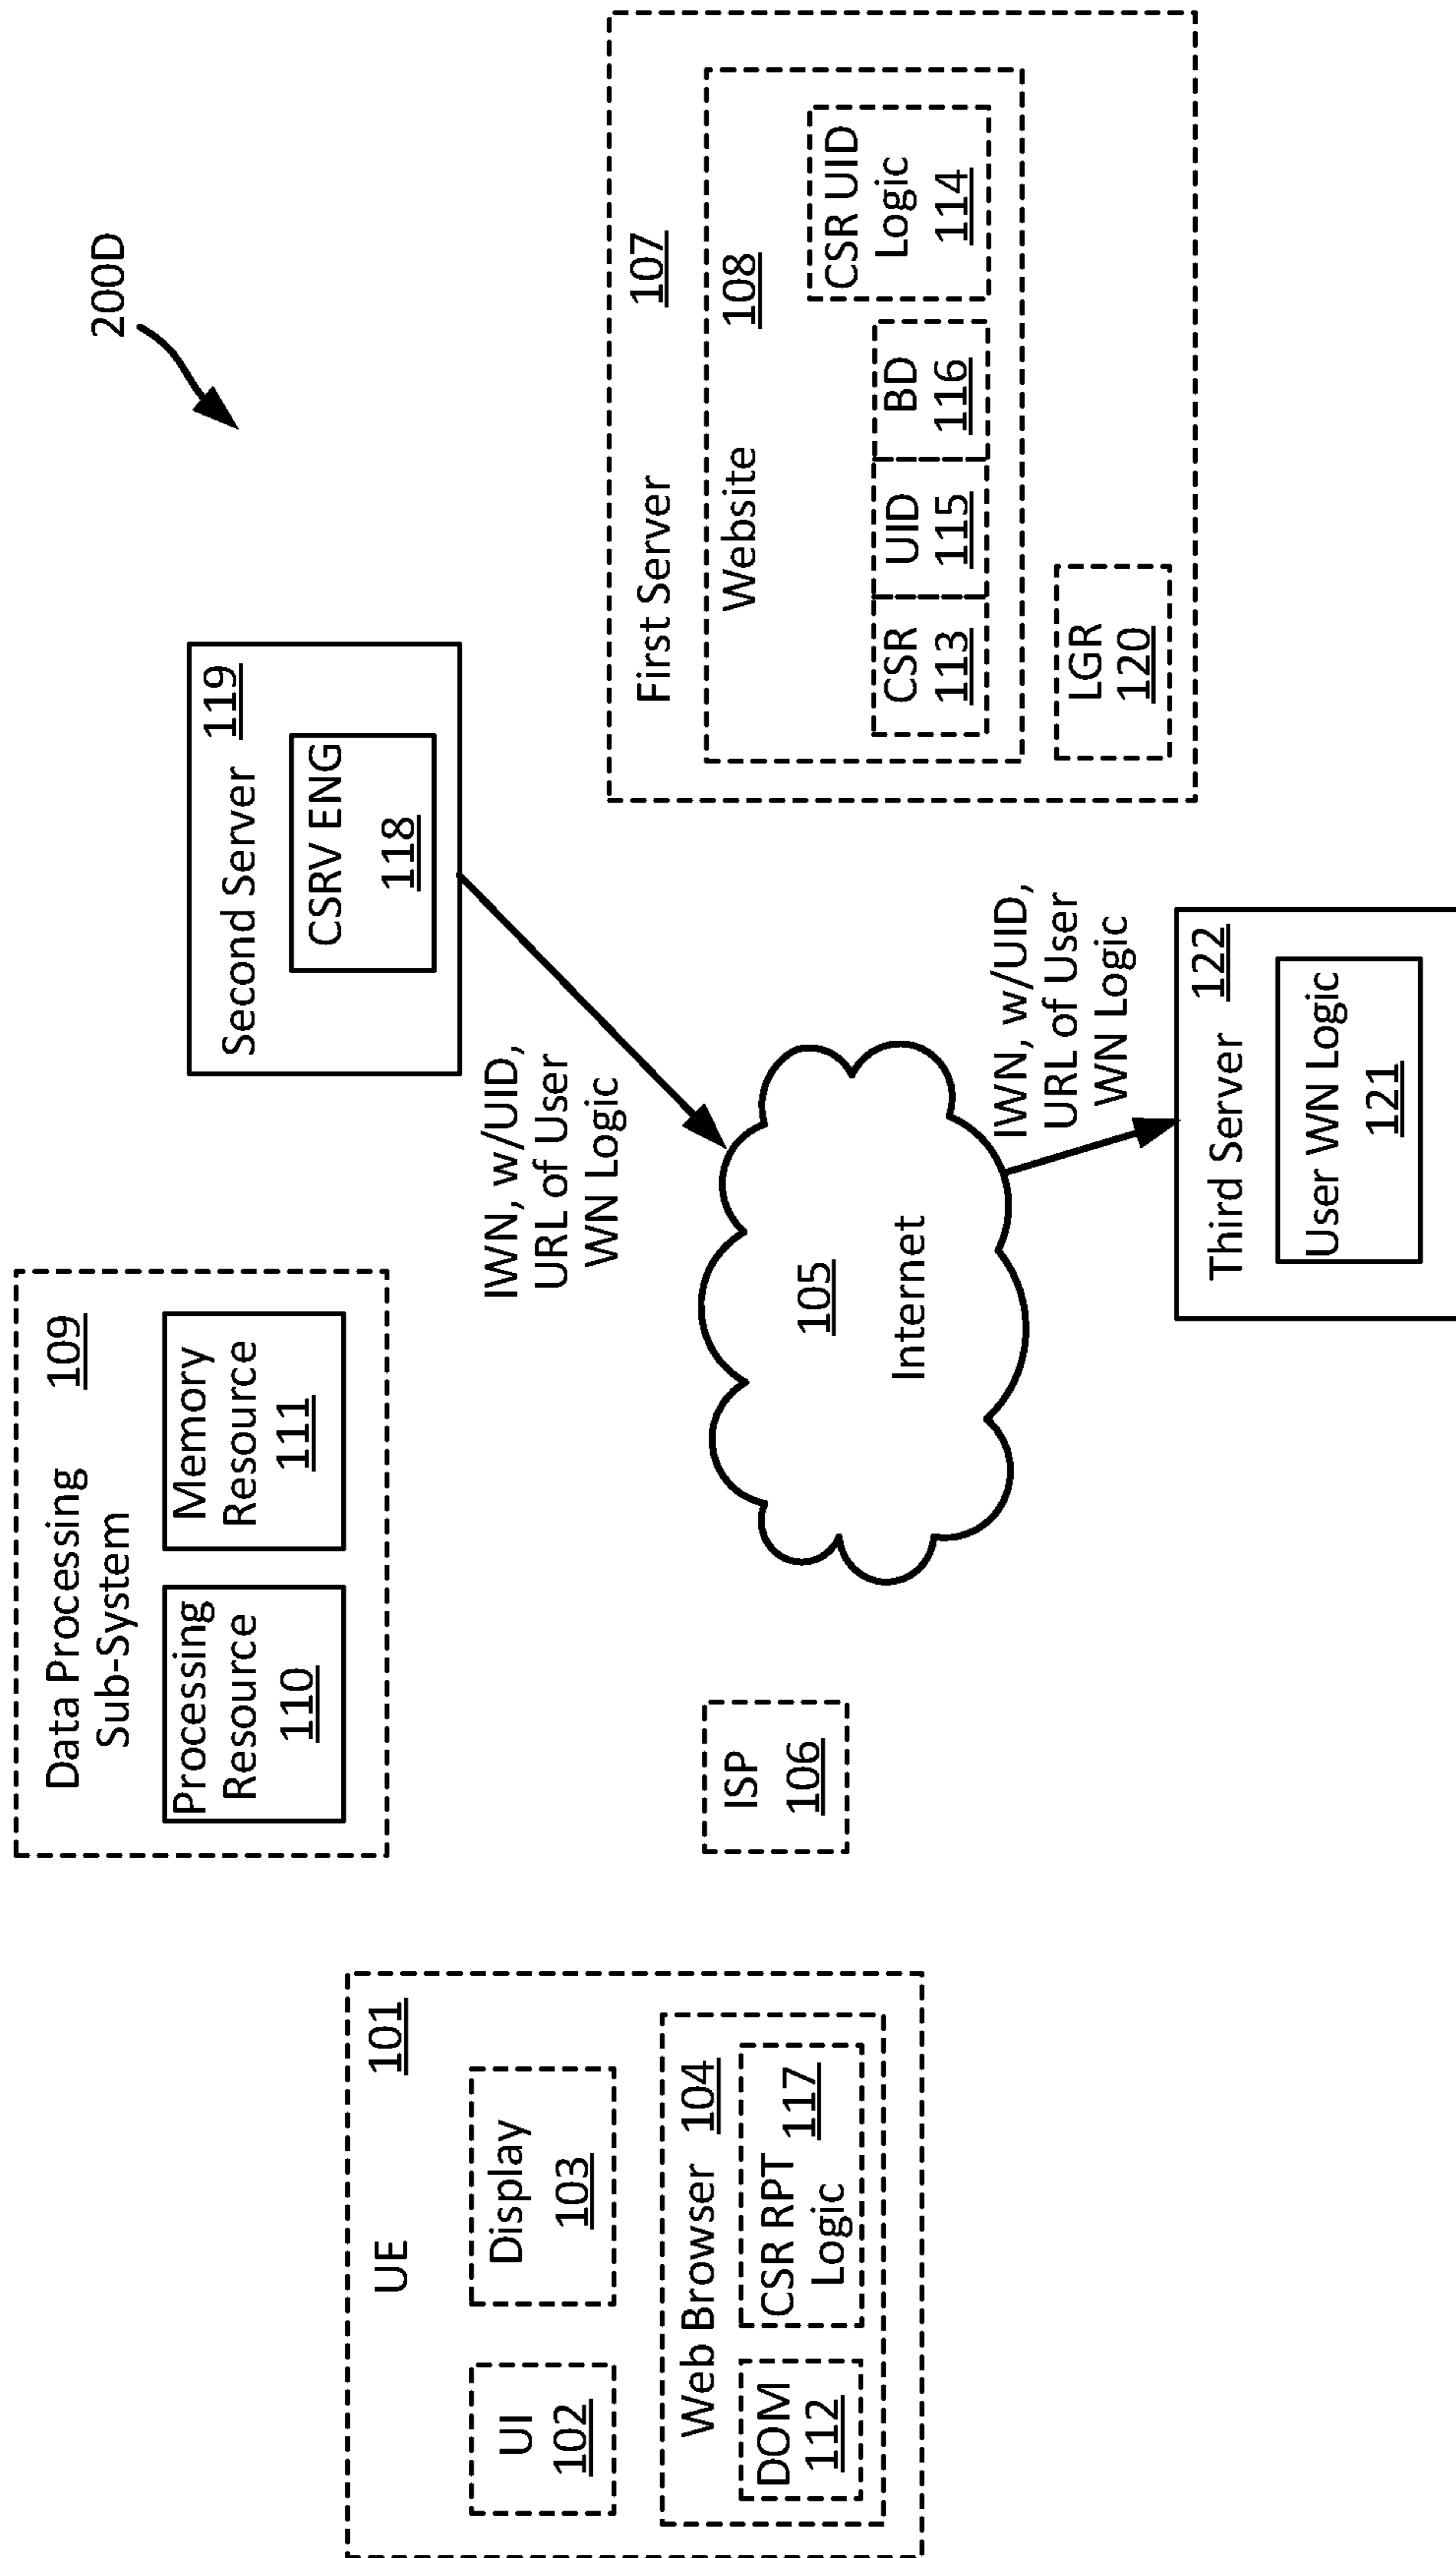 200D
Data Processing
Sub-System
109
Processing
Resource
110
Memory
Resource
111
Second Server
119
CSRV ENG
118
UE
101
UI
102
Display
103
Web Browser
104
DOM
112
CSR RPT
Logic
117
ISP
106
IWN, w/UID,
URL of User
WN Logic
105
Internet
First Server
107
Website
108
CSR
113
UID
115
BD
116
CSR UID
Logic
114
LGR
120
IWN, w/UID,
URL of User
WN Logic
Third Server
122
User WN Logic
121